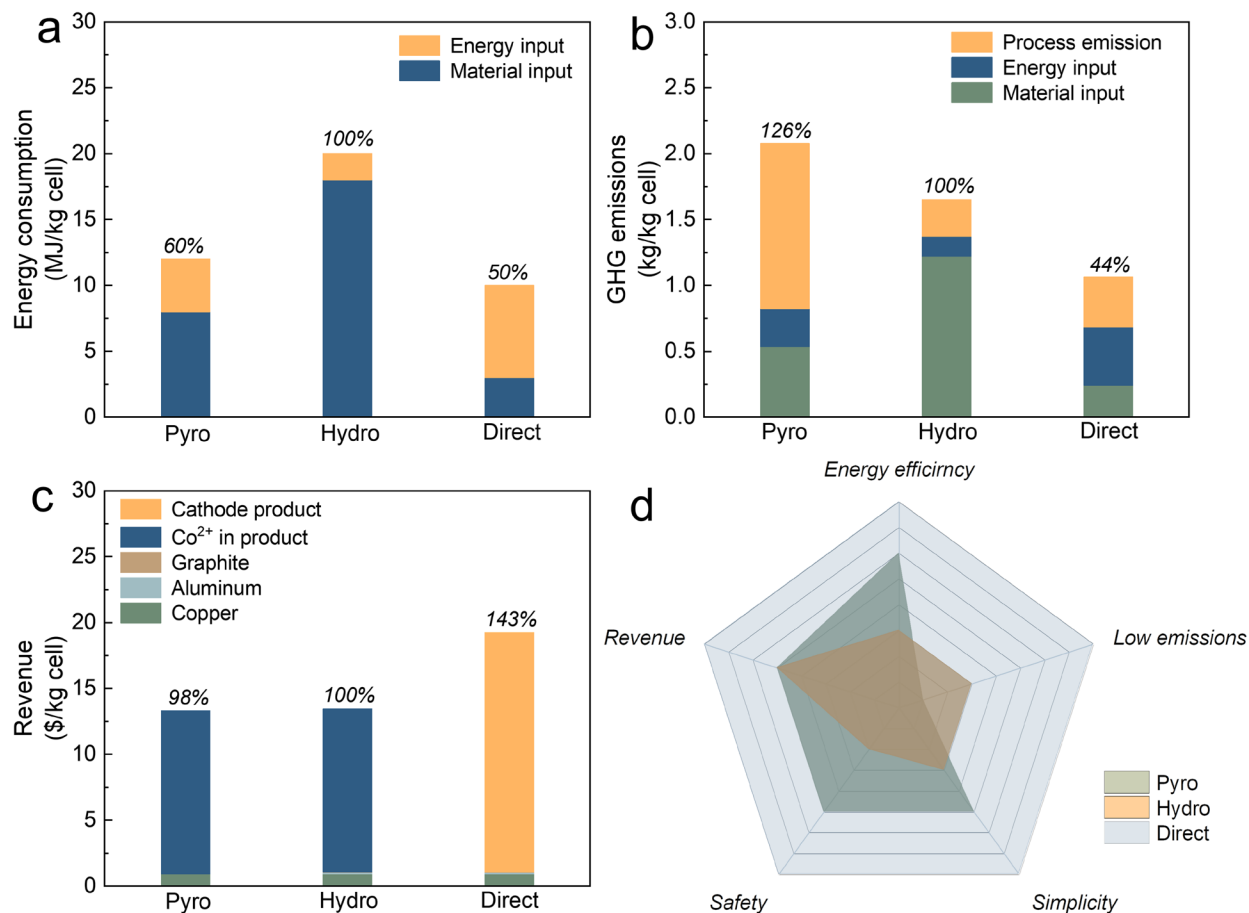 a
Energy input
Material input
Energy consumption
(MJ/kg cell)
30
25
20
15
10
5
0
60%
100%
50%
Pyro
Hydro
Direct
b
Process emission
Energy input
Material input
GHG emissions
(kg/kg cell)
3.0
2.5
2.0
1.5
1.0
0.5
0.0
126%
100%
44%
Pyro
Hydro
Direct
c
Cathode product
Co²⁺ in product
Graphite
Aluminum
Copper
Revenue
($/kg cell)
30
25
20
15
10
5
0
98%
100%
143%
Pyro
Hydro
Direct
d
Energy efficirncy
Revenue
Low emissions
Safety
Simplicity
Pyro
Hydro
Direct